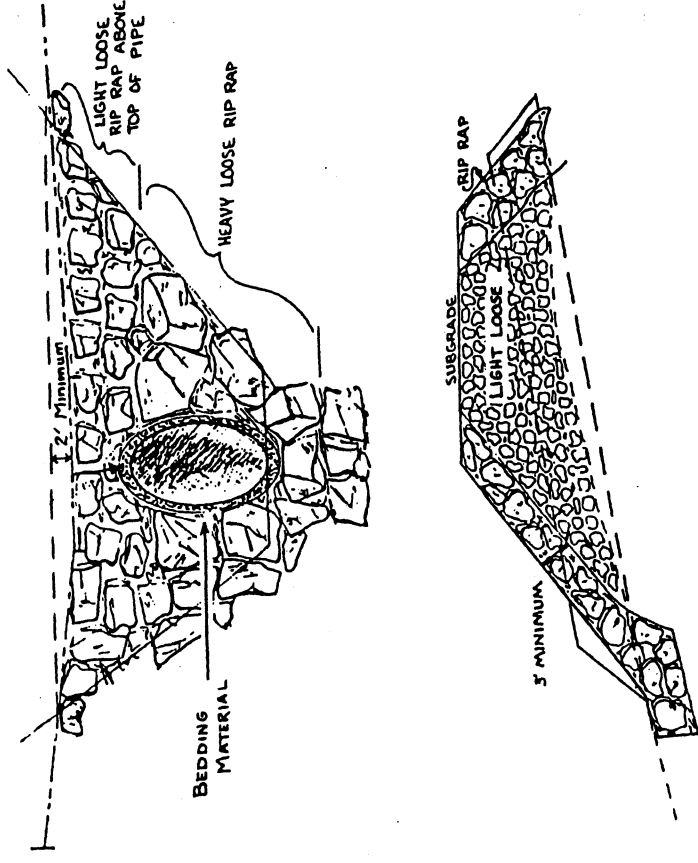 LIGHT LOOSE
RIP RAP ABOVE
TOP OF PIPE
HEAVY LOOSE RIP RAP
2' Minimum
BEDDING
MATERIAL
RIP RAP
SUBGRADE
LIGHT LOOSE
3' MINIMUM